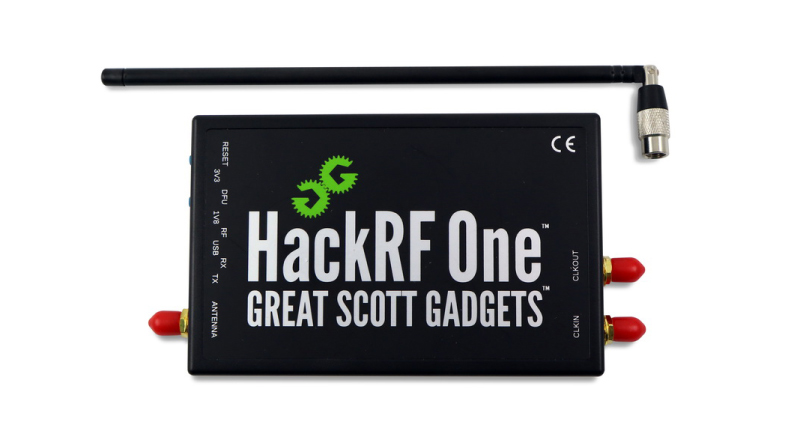 CE
RESET
3V3
DFU
1V8
RF
USB
RX
TX
ANTENNA
HackRF One™
GREAT SCOTT GADGETS™
CLKOUT
CLKIN